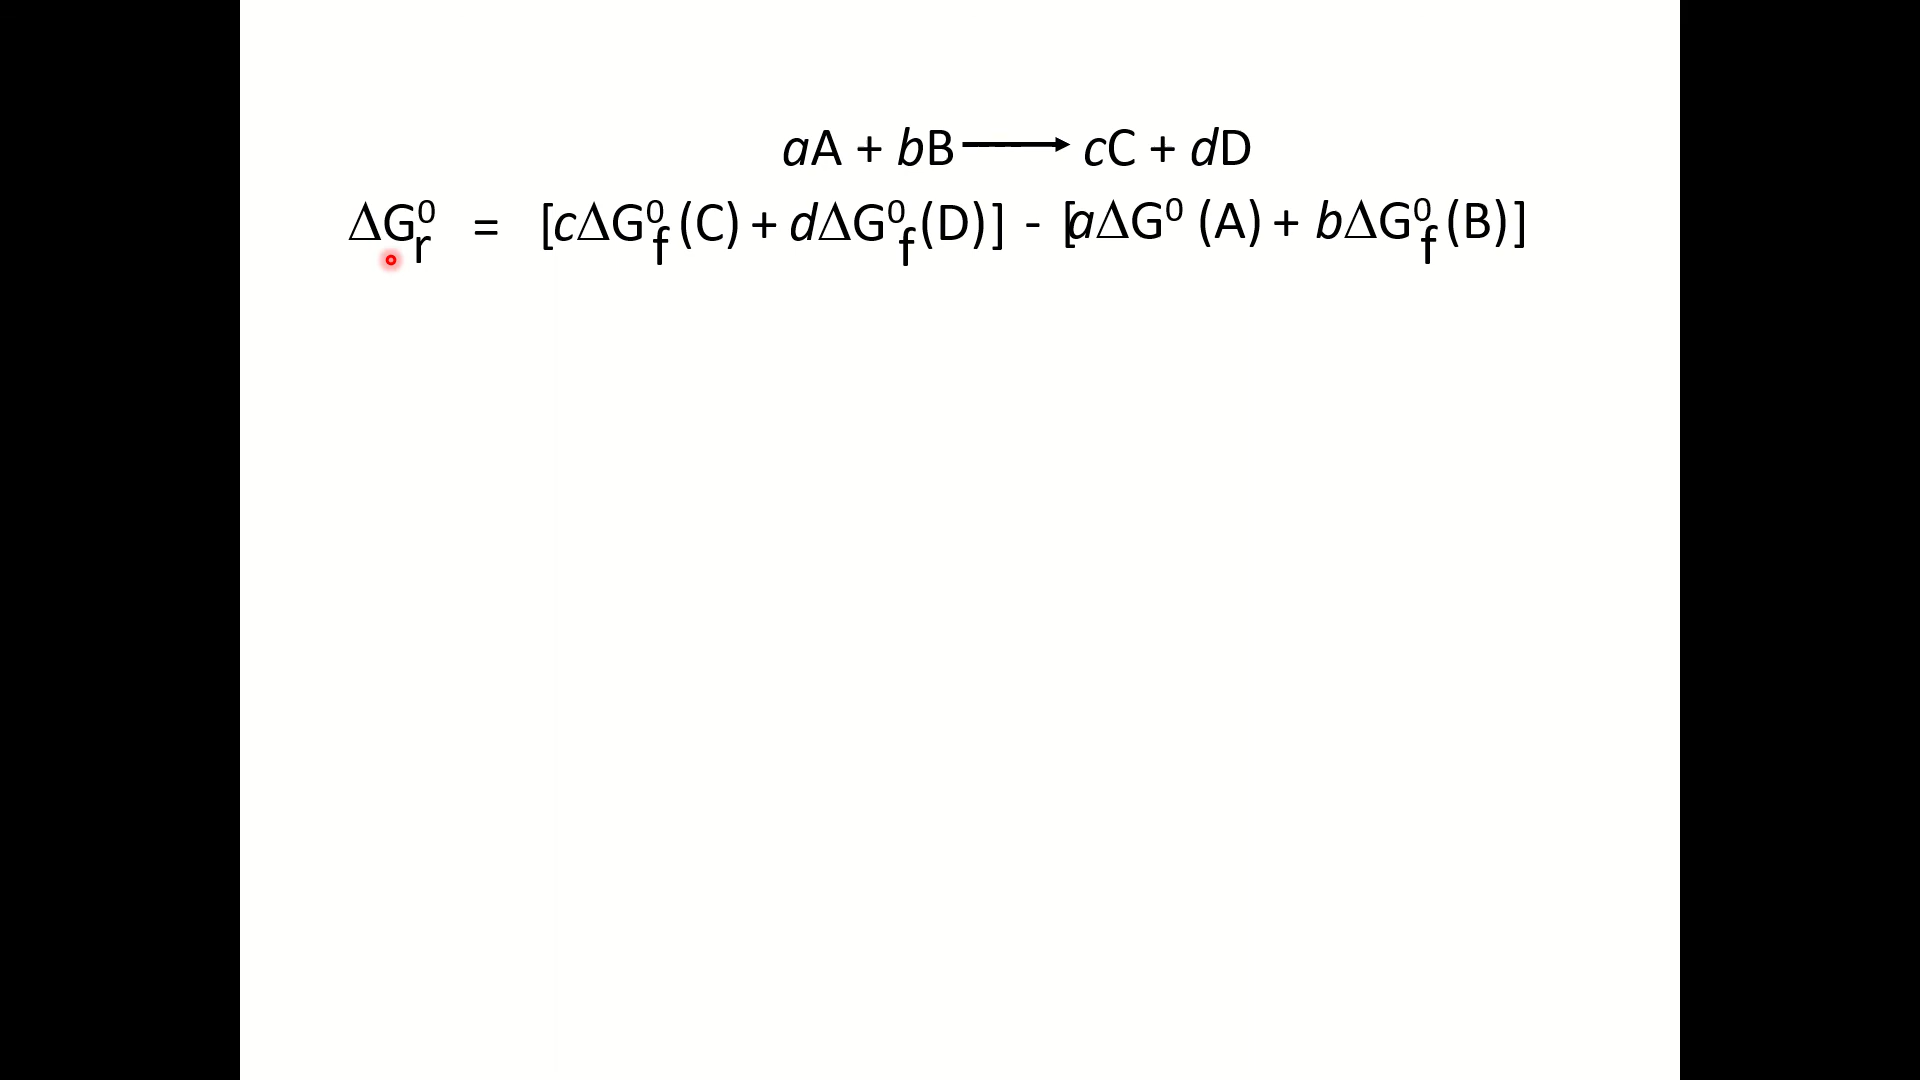 aA + bB ⟶ cC + dD
ΔG⁰r = [cΔG⁰f (C) + dΔG⁰f (D)] - [aΔG⁰ (A) + bΔG⁰f (B)]